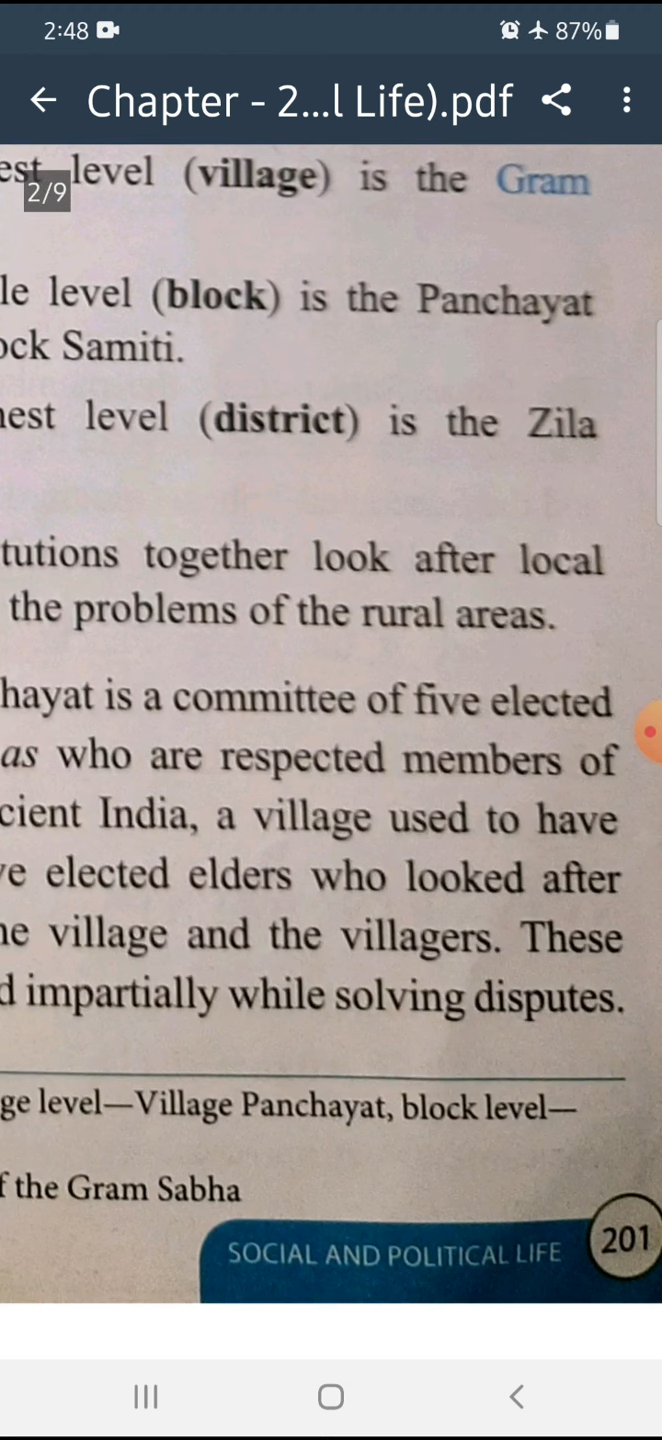 2:48
87%
Chapter - 2...l Life).pdf
est level (village) is the Gram
2/9
le level (block) is the Panchayat
ock Samiti.
nest level (district) is the Zila
tutions together look after local
the problems of the rural areas.
hayat is a committee of five elected
as who are respected members of
cient India, a village used to have
ve elected elders who looked after
he village and the villagers. These
d impartially while solving disputes.
ge level—Village Panchayat, block level—
f the Gram Sabha
SOCIAL AND POLITICAL LIFE
201